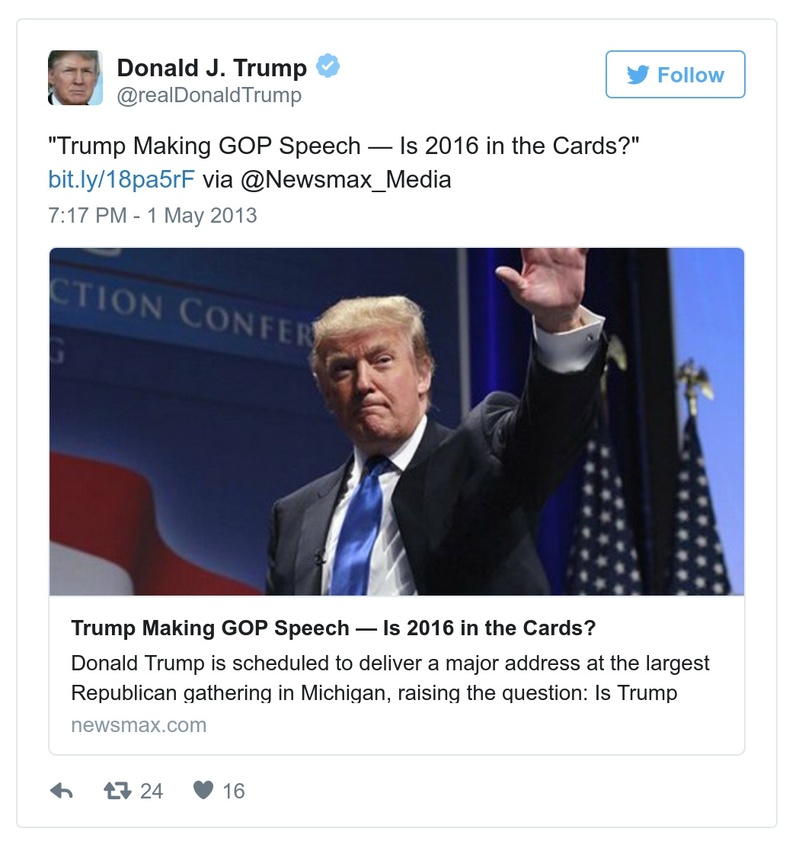 Donald J. Trump
@realDonaldTrump
Follow
"Trump Making GOP Speech — Is 2016 in the Cards?"
bit.ly/18pa5rF via @Newsmax_Media
7:17 PM - 1 May 2013
CTION CONFER
G
Trump Making GOP Speech — Is 2016 in the Cards?
Donald Trump is scheduled to deliver a major address at the largest
Republican gathering in Michigan, raising the question: Is Trump
newsmax.com
24
16